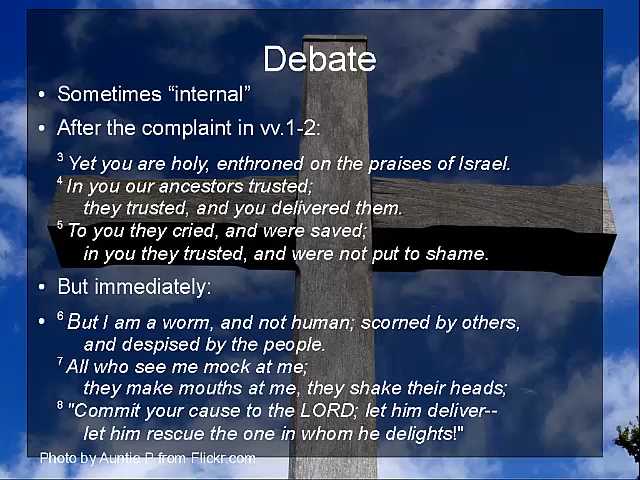 Debate
• Sometimes “internal”
• After the complaint in vv.1-2:
3 Yet you are holy, enthroned on the praises of Israel.
4 In you our ancestors trusted;
they trusted, and you delivered them.
5 To you they cried, and were saved;
in you they trusted, and were not put to shame.
• But immediately:
• 6 But I am a worm, and not human; scorned by others,
and despised by the people.
7 All who see me mock at me;
they make mouths at me, they shake their heads;
8 "Commit your cause to the LORD; let him deliver--
let him rescue the one in whom he delights!"
Photo by Auntie P from Flickr.com